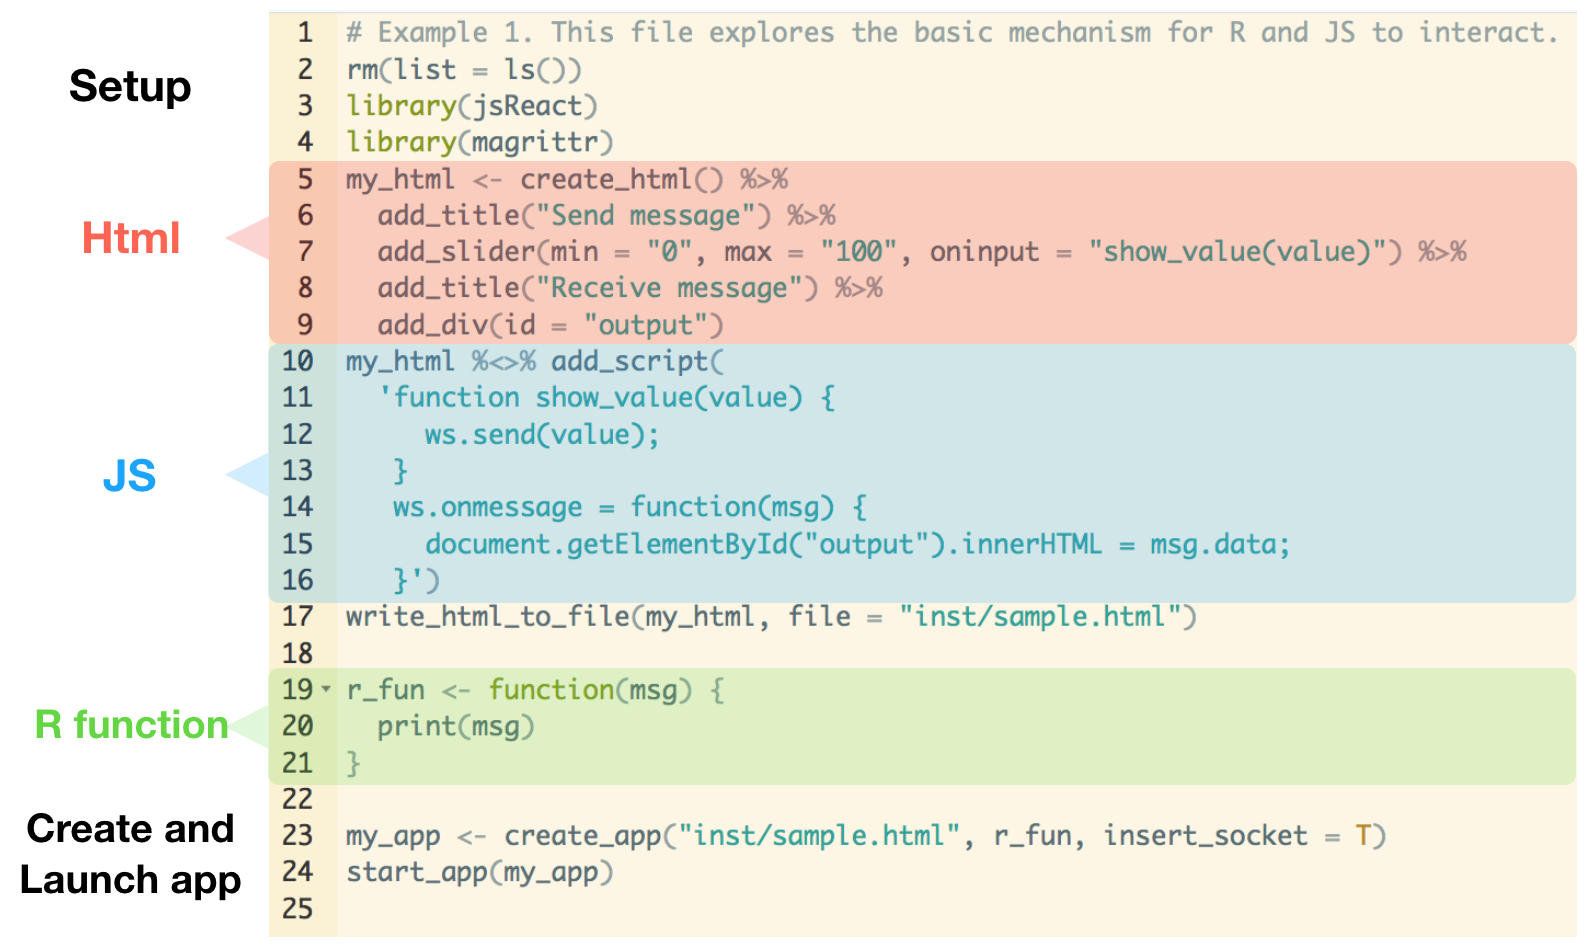 Setup
1 # Example 1. This file explores the basic mechanism for R and JS to interact.
2 rm(list = ls())
3 library(jsReact)
4 library(magrittr)
Html
5 my_html <- create_html() %>%
6   add_title("Send message") %>%
7   add_slider(min = "0", max = "100", oninput = "show_value(value)") %>%
8   add_title("Receive message") %>%
9   add_div(id = "output")
JS
10 my_html %<>% add_script(
11   'function show_value(value) {
12      ws.send(value);
13    }
14    ws.onmessage = function(msg) {
15      document.getElementById("output").innerHTML = msg.data;
16    }')
17 write_html_to_file(my_html, file = "inst/sample.html")
18
R function
19 r_fun <- function(msg) {
20   print(msg)
21 }
22
Create and
Launch app
23 my_app <- create_app("inst/sample.html", r_fun, insert_socket = T)
24 start_app(my_app)
25